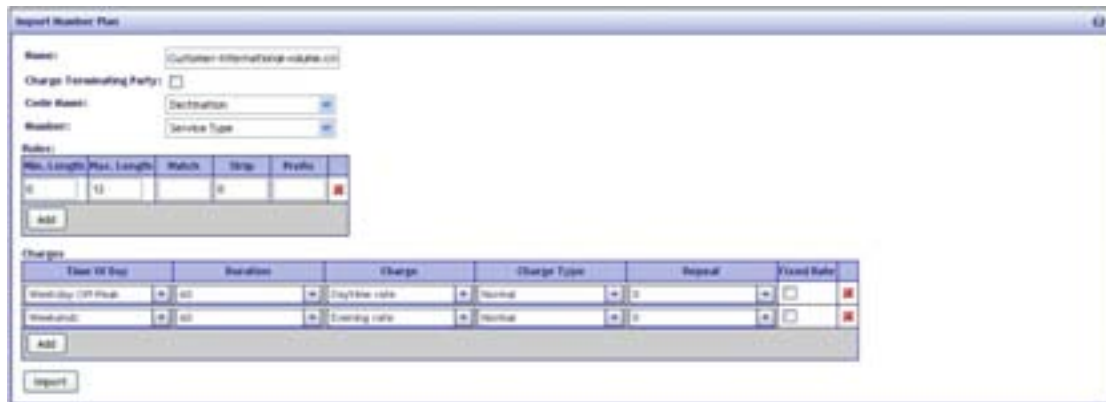 Import Number Plan
Name: Customer-International-volume.csv
Charge Terminating Party:
Code Name: Destination
Number: Service Type
Rules:
Min. Length Max. Length Match Strip Prefix
0 12 0
Add
Charges
Time Of Day Duration Charge Charge Type Repeat Fixed Rate
Weekday Off-Peak 60 Daytime rate Normal 0
Weekends 60 Evening rate Normal 0
Add
Import